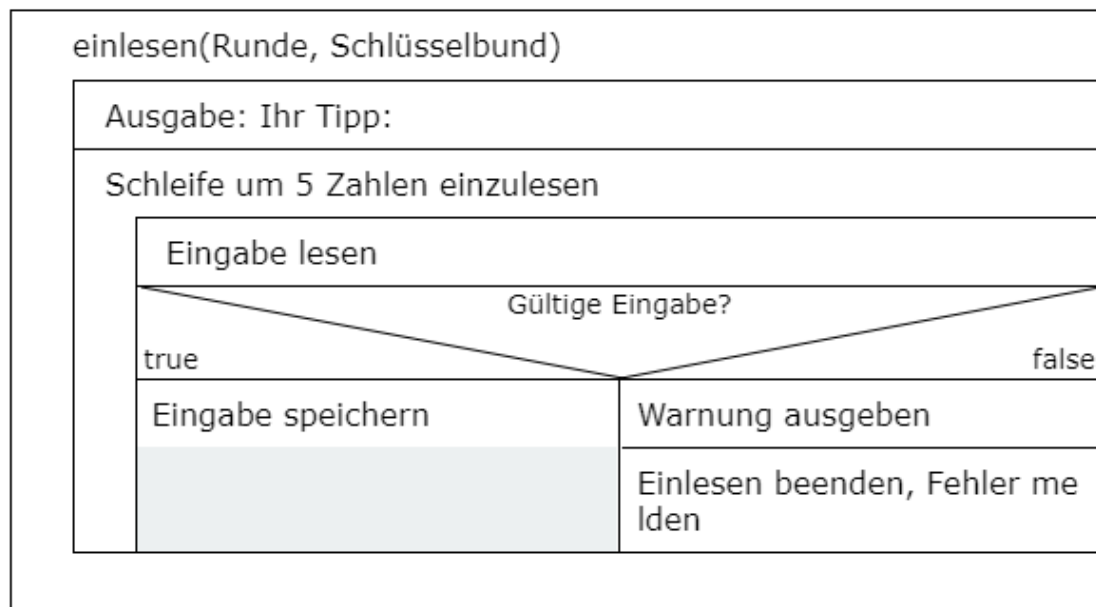 einlesen(Runde, Schlüsselbund)
Ausgabe: Ihr Tipp:
Schleife um 5 Zahlen einzulesen
Eingabe lesen
Gültige Eingabe?
true
false
Eingabe speichern
Warnung ausgeben
Einlesen beenden, Fehler me
lden